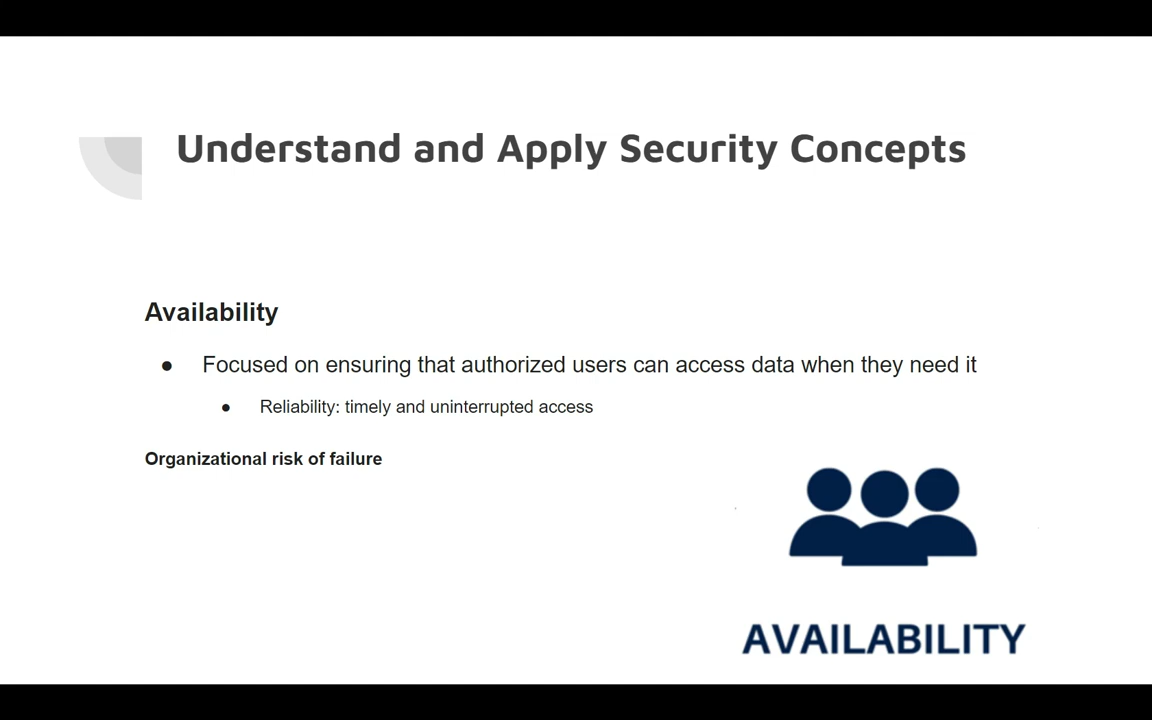 Understand and Apply Security Concepts
Availability
● Focused on ensuring that authorized users can access data when they need it
● Reliability: timely and uninterrupted access
Organizational risk of failure
AVAILABILITY